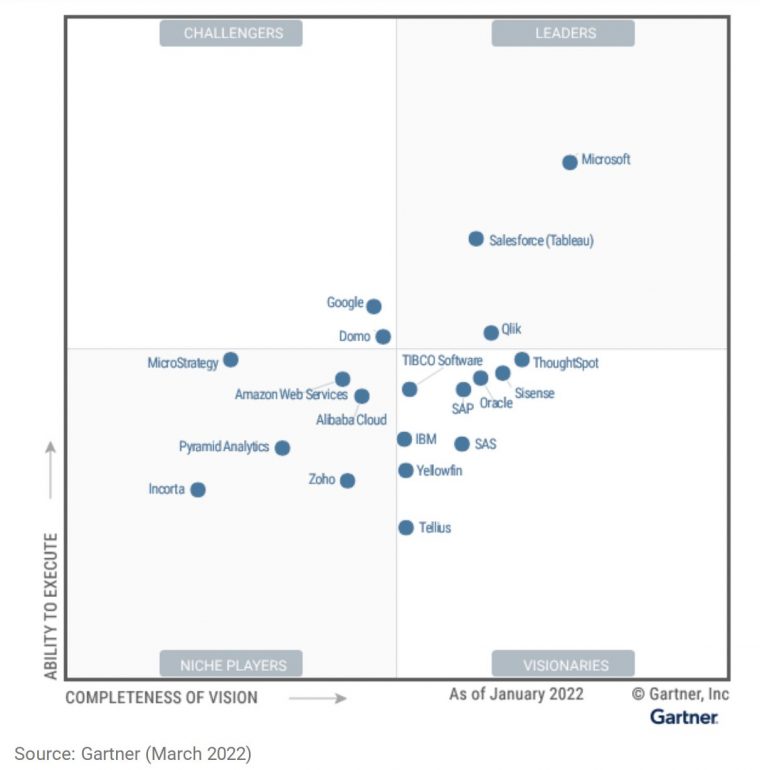 CHALLENGERS
LEADERS
Microsoft
Salesforce (Tableau)
Google
Domo
Qlik
MicroStrategy
TIBCO Software
ThoughtSpot
Amazon Web Services
Sisense
SAP
Oracle
Alibaba Cloud
IBM
SAS
Pyramid Analytics
Yellowfin
Zoho
Incorta
Tellius
ABILITY TO EXECUTE
NICHE PLAYERS
VISIONARIES
COMPLETENESS OF VISION
As of January 2022
© Gartner, Inc
Gartner
Source: Gartner (March 2022)